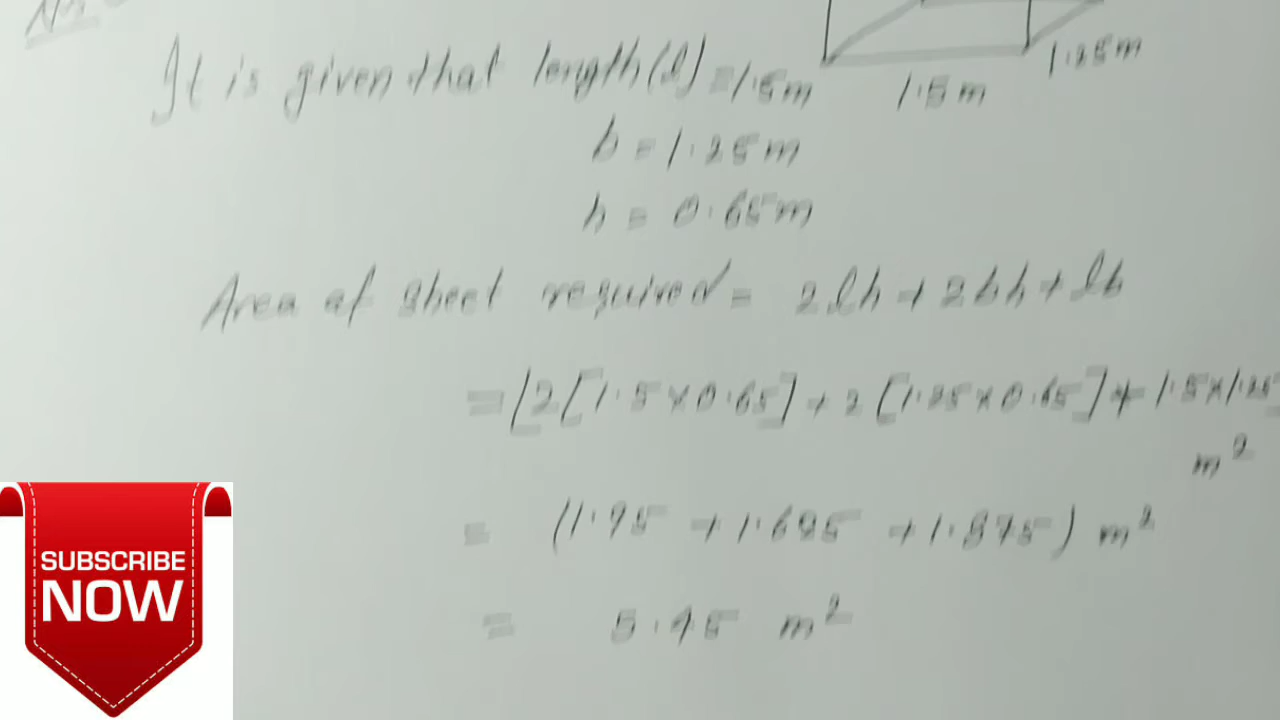 It is given that length(l) = 1.5m
1.5m
1.25m
b = 1.25m
h = 0.65m
Area of sheet required = 2lh + 2bh + lb
= [2[1.5×0.65] + 2[1.25×0.65] + 1.5×1.25]
m²
= (1.95 + 1.625 + 1.875) m²
= 5.45 m²
SUBSCRIBE
NOW